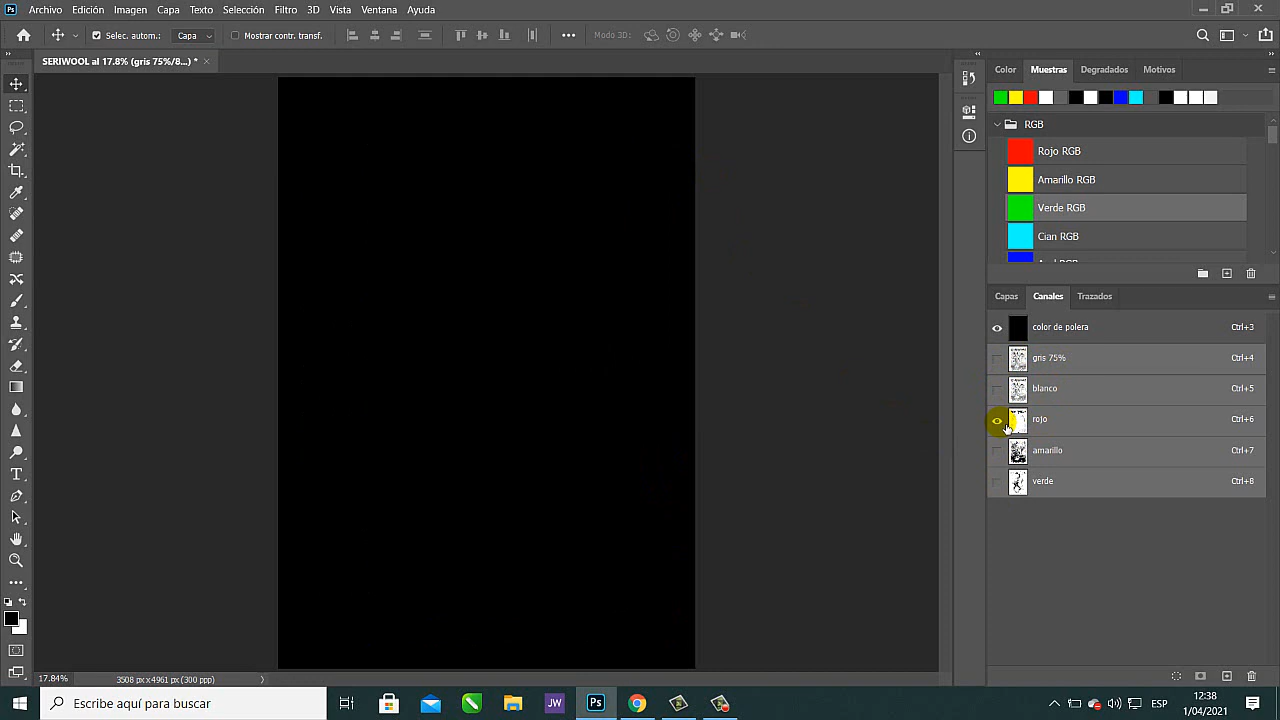 Ps Archivo Edición Imagen Capa Texto Selección Filtro 3D Vista Ventana Ayuda
Selec. autom.: Capa Mostrar contr. transf. Modo 3D:
SERIWOOL al 17.8% (gris 75%/8...) *
Color Muestras Degradados Motivos
RGB
Rojo RGB
Amarillo RGB
Verde RGB
Cian RGB
Capas Canales Trazados
color de polera Ctrl+3
gris 75% Ctrl+4
blanco Ctrl+5
rojo Ctrl+6
amarillo Ctrl+7
verde Ctrl+8
17.84% 3508 px x 4961 px (300 ppp)
Escribe aquí para buscar
JW
Ps
ESP
12:38
1/04/2021